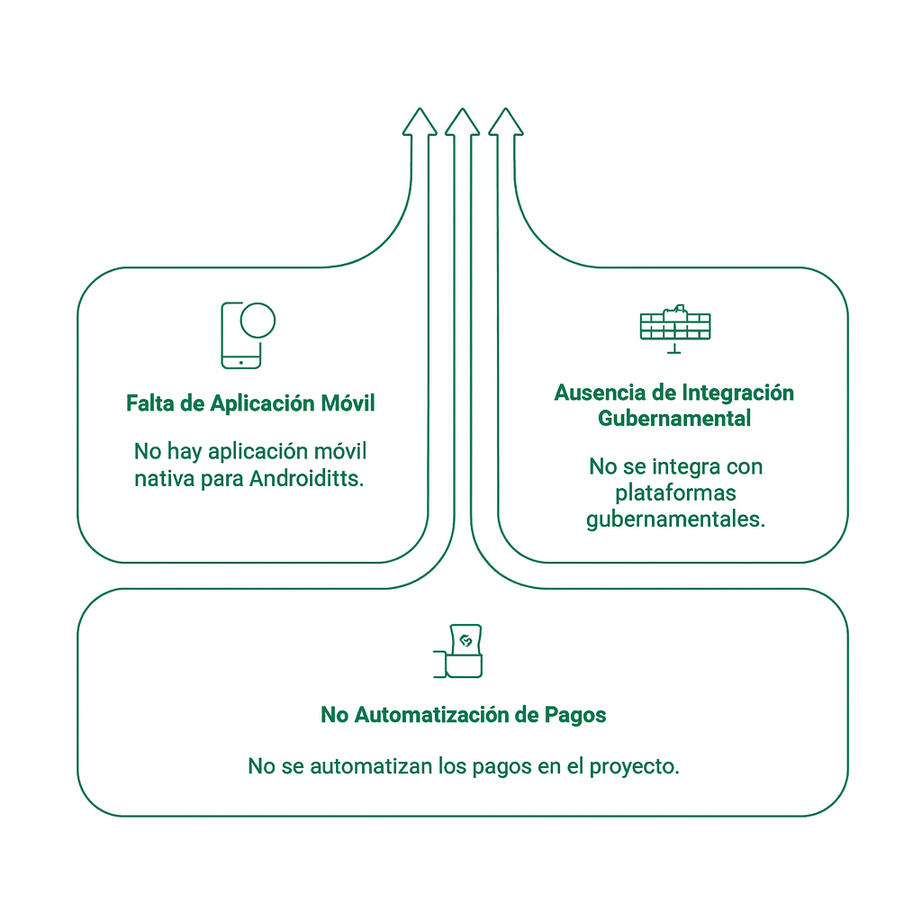 Falta de Aplicación Móvil
No hay aplicación móvil
nativa para Androiditts.
Ausencia de Integración
Gubernamental
No se integra con
plataformas
gubernamentales.
No Automatización de Pagos
No se automatizan los pagos en el proyecto.